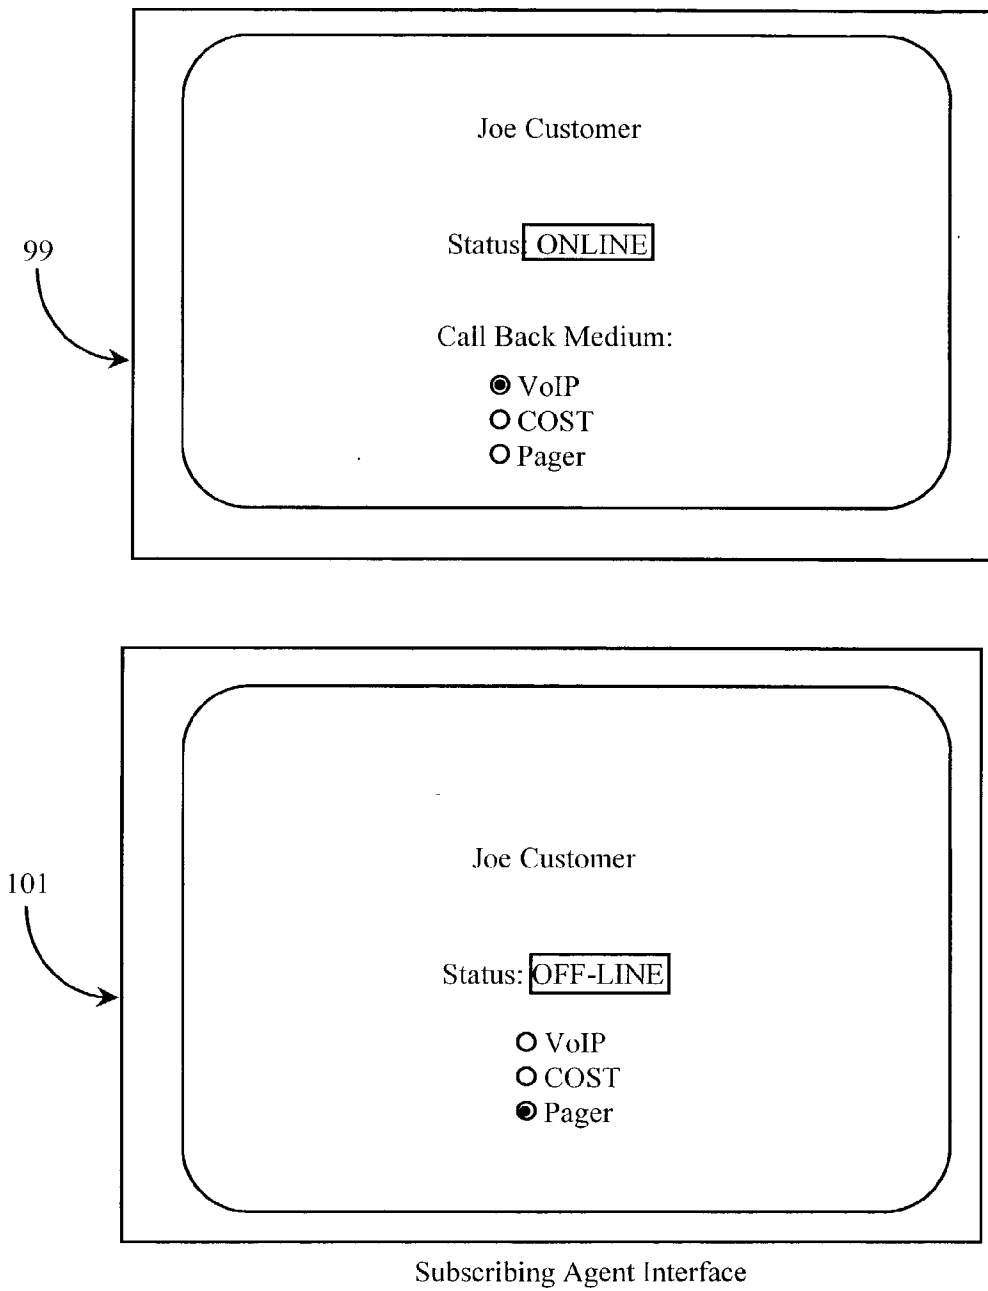 Joe Customer
Status: ONLINE
99
Call Back Medium:
VoIP
COST
Pager
Joe Customer
101
Status: OFF-LINE
VoIP
COST
Pager
Subscribing Agent Interface